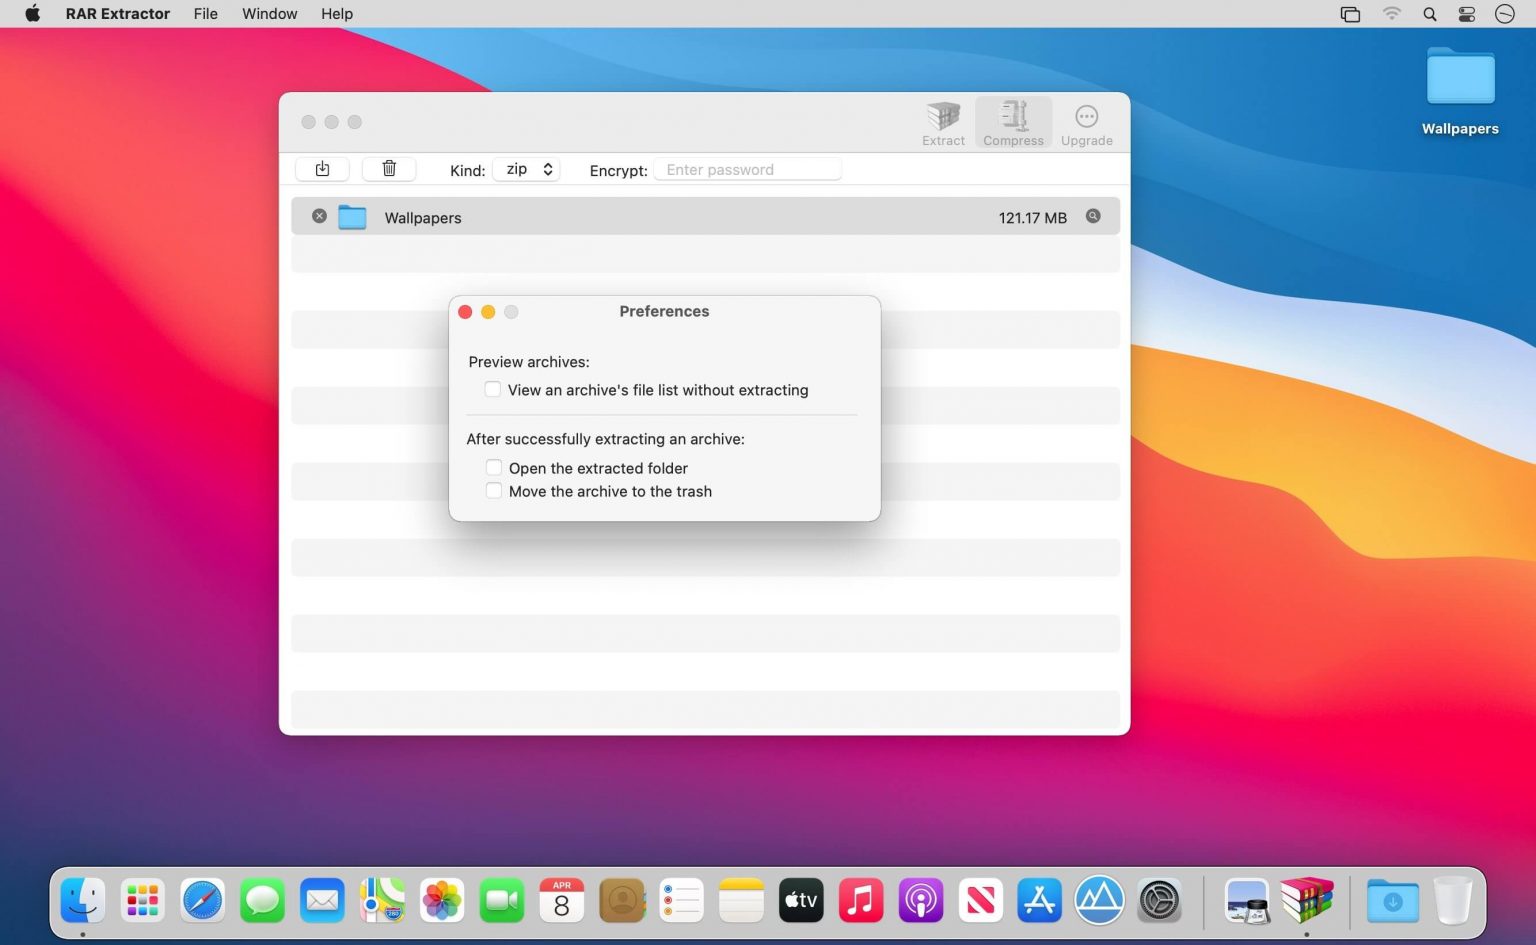 RAR Extractor File Window Help
Wallpapers
Extract Compress Upgrade
Kind: zip Encrypt: Enter password
Wallpapers 121.17 MB
Preferences
Preview archives:
View an archive's file list without extracting
After successfully extracting an archive:
Open the extracted folder
Move the archive to the trash
APR
8
tv